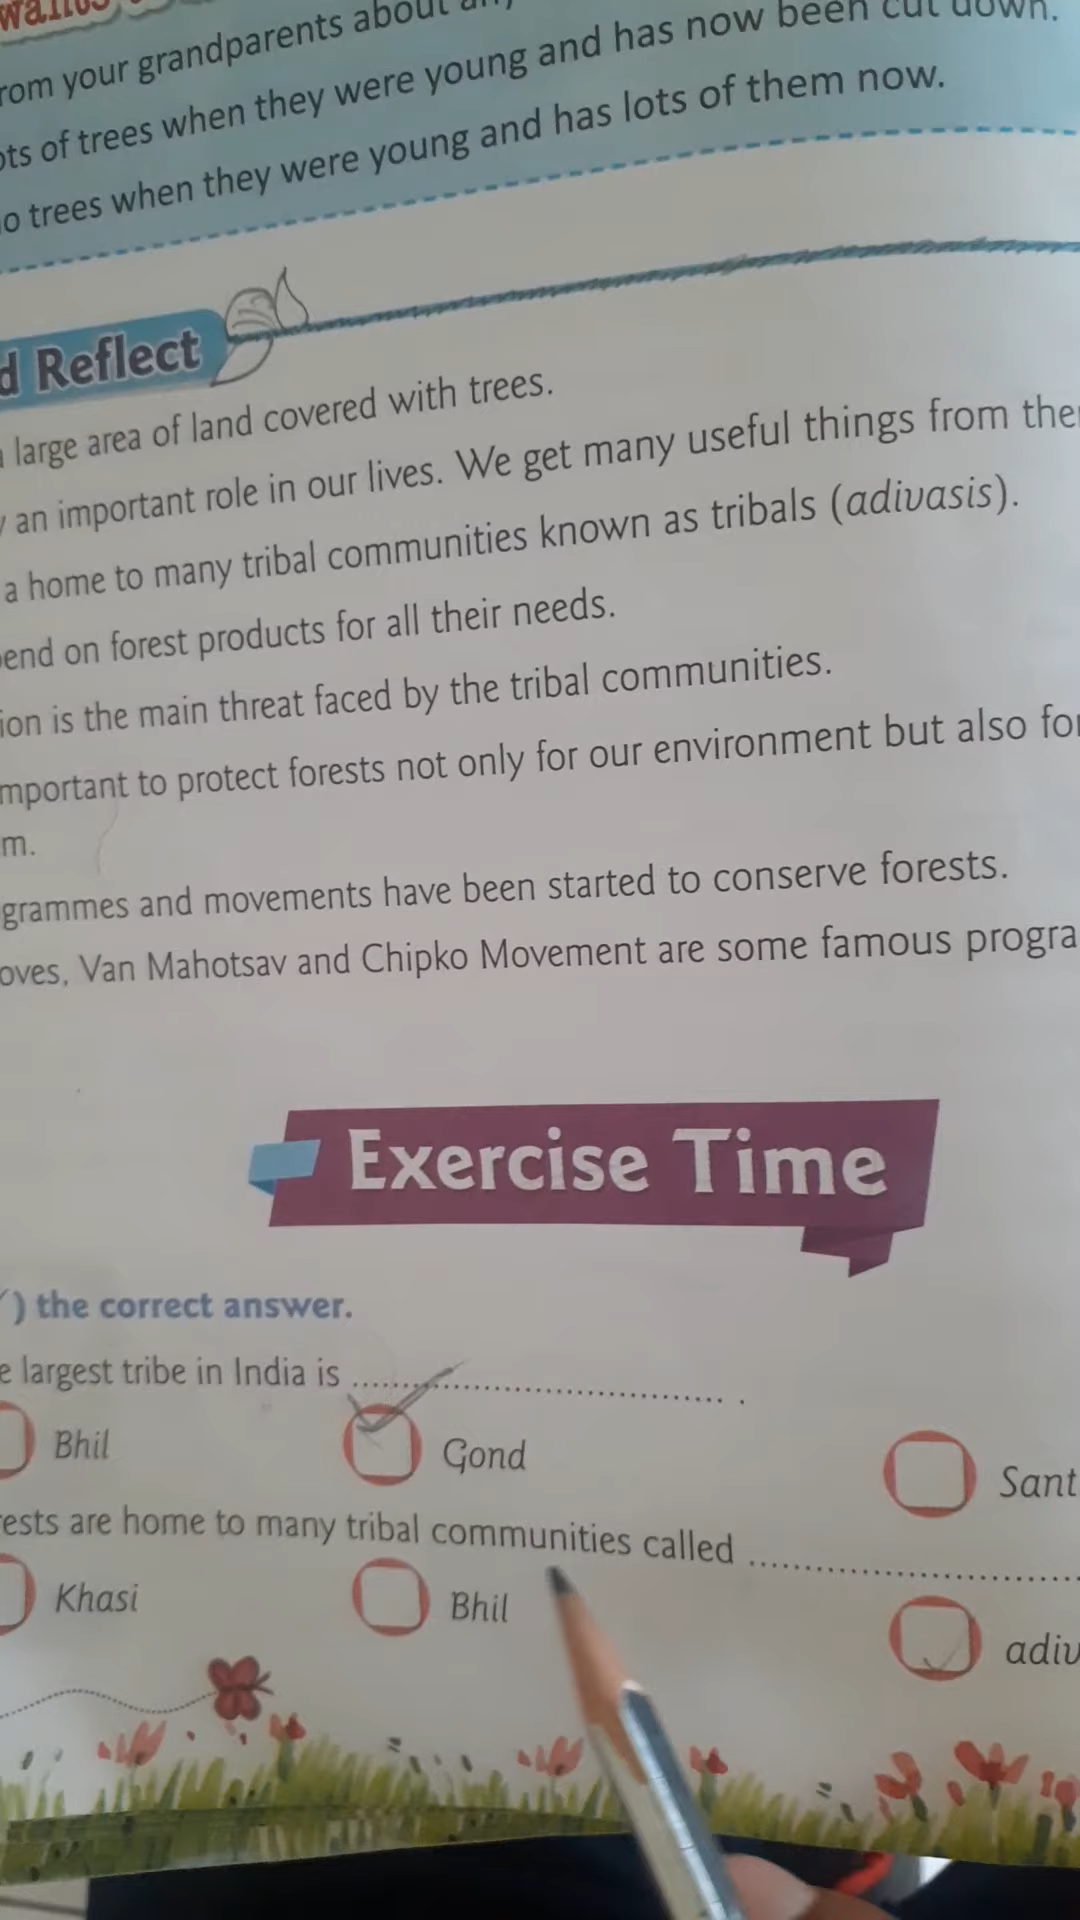 from your grandparents about
ots of trees when they were young and has now been cut down.
no trees when they were young and has lots of them now.
d Reflect
large area of land covered with trees.
an important role in our lives. We get many useful things from the
a home to many tribal communities known as tribals (adivasis).
end on forest products for all their needs.
ion is the main threat faced by the tribal communities.
mportant to protect forests not only for our environment but also for
m.
grammes and movements have been started to conserve forests.
oves, Van Mahotsav and Chipko Movement are some famous progra
Exercise Time
) the correct answer.
e largest tribe in India is .
Bhil Gond Sant
ests are home to many tribal communities called
Khasi Bhil adiv